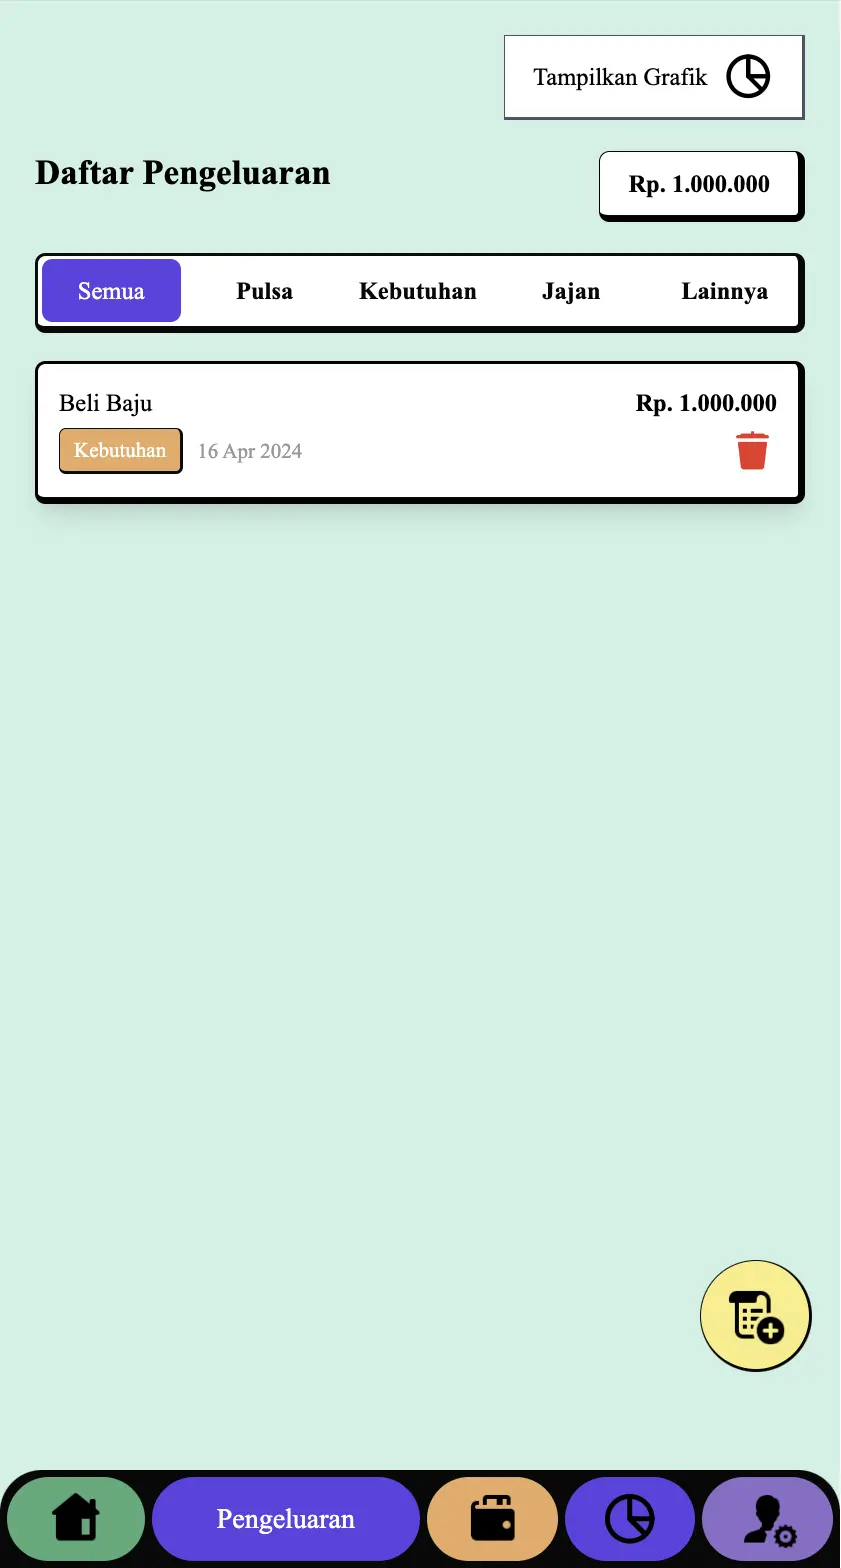 Tampilkan Grafik
Daftar Pengeluaran
Rp. 1.000.000
Semua Pulsa Kebutuhan Jajan Lainnya
Beli Baju Rp. 1.000.000
Kebutuhan 16 Apr 2024
Pengeluaran